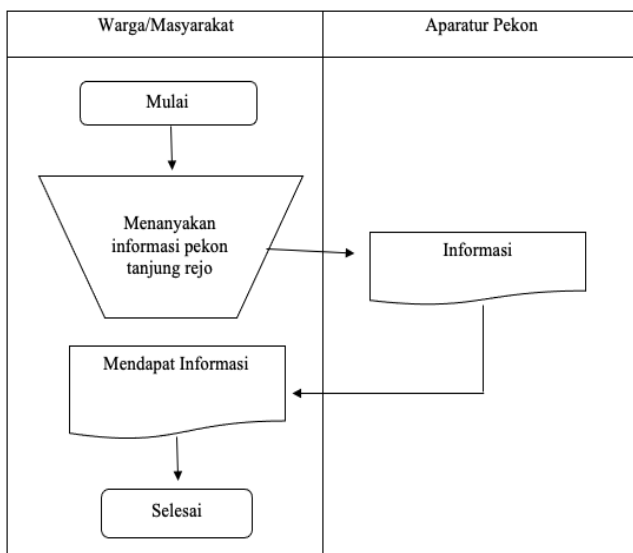 Warga/Masyarakat
Aparatur Pekon
Mulai
Menanyakan
informasi pekon
tanjung rejo
Informasi
Mendapat Informasi
Selesai